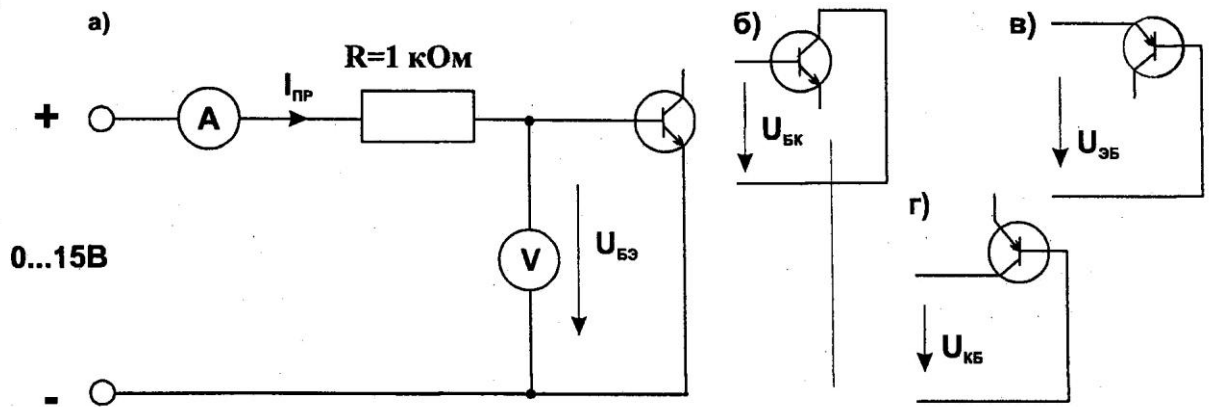 а)
R=1 кОм
Iпр
+
A
V
UБЭ
0...15В
-
б)
UБК
в)
UЭБ
г)
UКБ